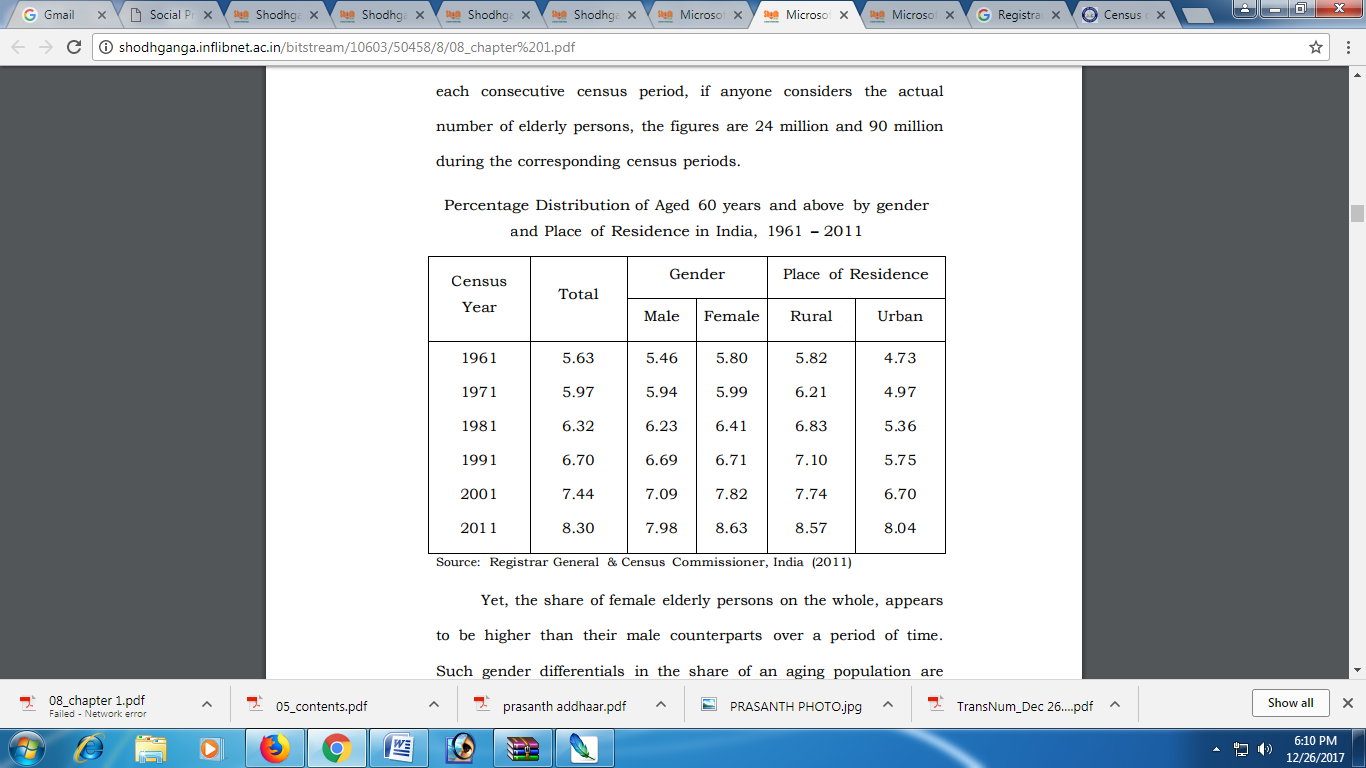 Gmail
Social P
Shodhga
Shodhga
Shodhga
Shodhga
Microsof
Microsof
Microsof
Registra
Census
shodhganga.inflibnet.ac.in/bitstream/10603/50458/8/08_chapter%201.pdf
each consecutive census period, if anyone considers the actual
number of elderly persons, the figures are 24 million and 90 million
during the corresponding census periods.
Percentage Distribution of Aged 60 years and above by gender
and Place of Residence in India, 1961 – 2011
Census Year Total Gender Place of Residence
Male Female Rural Urban
1961 5.63 5.46 5.80 5.82 4.73
1971 5.97 5.94 5.99 6.21 4.97
1981 6.32 6.23 6.41 6.83 5.36
1991 6.70 6.69 6.71 7.10 5.75
2001 7.44 7.09 7.82 7.74 6.70
2011 8.30 7.98 8.63 8.57 8.04
Source: Registrar General & Census Commissioner, India (2011)
Yet, the share of female elderly persons on the whole, appears
to be higher than their male counterparts over a period of time.
Such gender differentials in the share of an aging population are
08_chapter 1.pdf
Failed - Network error
05_contents.pdf
prasanth addhaar.pdf
PRASANTH PHOTO.jpg
TransNum_Dec 26....pdf
Show all
6:10 PM
12/26/2017